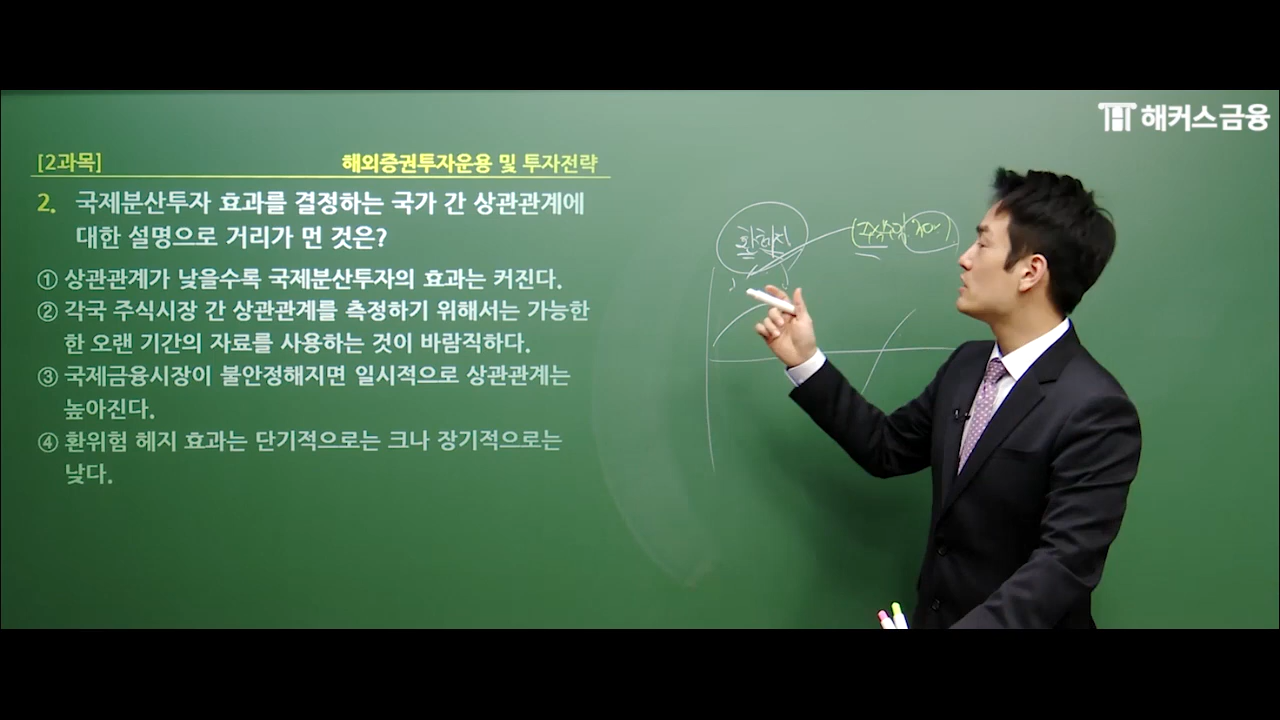 해커스금융
[2과목] 해외증권투자운용 및 투자전략
2. 국제분산투자 효과를 결정하는 국가 간 상관관계에
대한 설명으로 거리가 먼 것은?
① 상관관계가 낮을수록 국제분산투자의 효과는 커진다.
② 각국 주식시장 간 상관관계를 측정하기 위해서는 가능한
한 오랜 기간의 자료를 사용하는 것이 바람직하다.
③ 국제금융시장이 불안정해지면 일시적으로 상관관계는
높아진다.
④ 환위험 헤지 효과는 단기적으로는 크나 장기적으로는
낮다.
환헤지